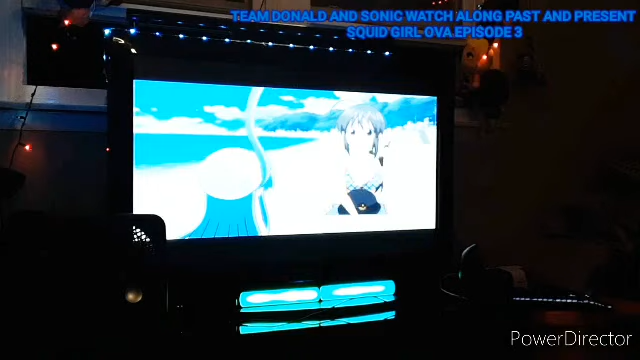 TEAM DONALD AND SONIC WATCH ALONG PAST AND PRESENT
SQUID GIRL OVA EPISODE 3
PowerDirector